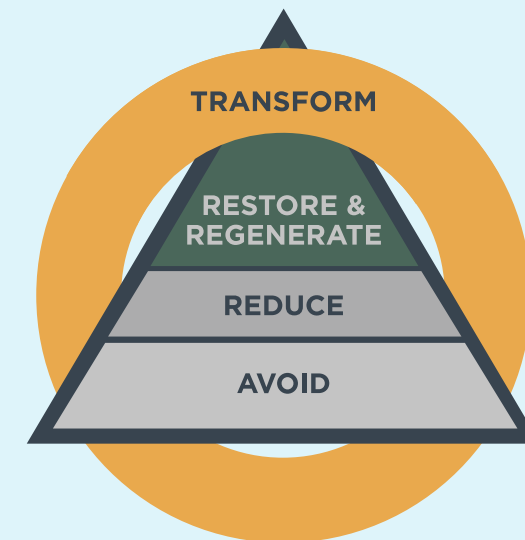 TRANSFORM
RESTORE &
REGENERATE
REDUCE
AVOID